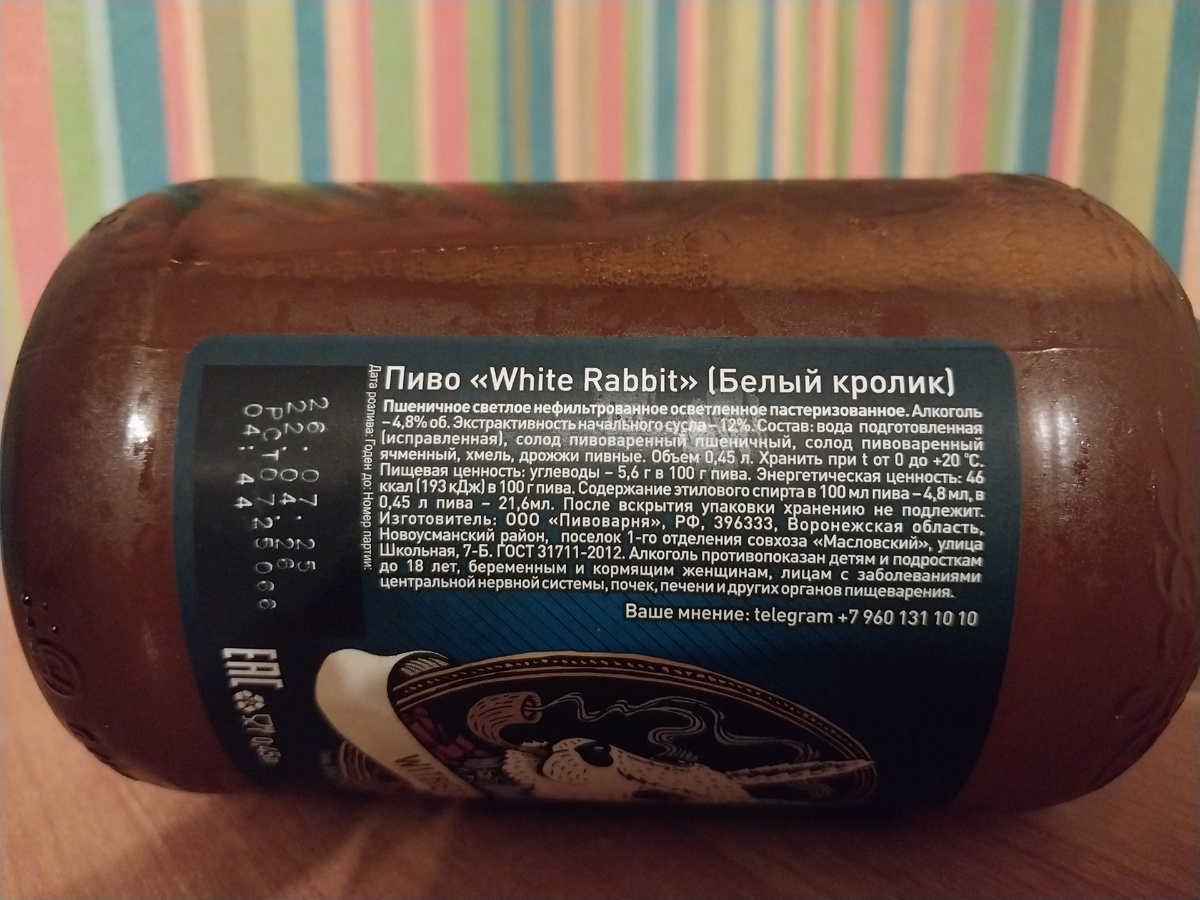 Пиво «White Rabbit» (Белый кролик)
Пшеничное светлое нефильтрованное осветленное пастеризованное. Алкоголь
–4,8% об. Экстрактивность начального сусла – 12%. Состав: вода подготовленная
(исправленная), солод пивоваренный пшеничный, солод пивоваренный
ячменный, хмель, дрожжи пивные. Объем 0,45 л. Хранить при t от 0 до +20 °С.
Пищевая ценность: углеводы – 5,6 г в 100 г пива. Энергетическая ценность: 46
ккал (193 кДж) в 100 г пива. Содержание этилового спирта в 100 мл пива – 4,8 мл, в
0,45 л пива – 21,6мл. После вскрытия упаковки хранению не подлежит.
Изготовитель: ООО «Пивоварня», РФ, 396333, Воронежская область,
Новоусманский район, поселок 1-го отделения совхоза «Масловский», улица
Школьная, 7-Б. ГОСТ 31711-2012. Алкоголь противопоказан детям и подросткам
до 18 лет, беременным и кормящим женщинам, лицам с заболеваниями
центральной нервной системы, почек, печени и других органов пищеварения.
Ваше мнение: telegram +7 960 131 10 10
Дата розлива: Годен до: Номер партии:
26.07.25
22.04.26
РСТ0725066
04:44
EAC